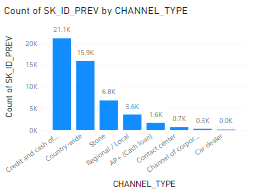 Count of SK_ID_PREV by CHANNEL_TYPE
Count of SK_ID_PREV
20K
15K
10K
5K
0K
21.1K
15.9K
6.8K
3.6K
1.6K
0.7K
0.3K
0.0K
Credit and cash of...
Country-wide
Stone
Regional / Local
AP+ (Cash loan)
Contact center
Channel of corpor...
Car dealer
CHANNEL_TYPE